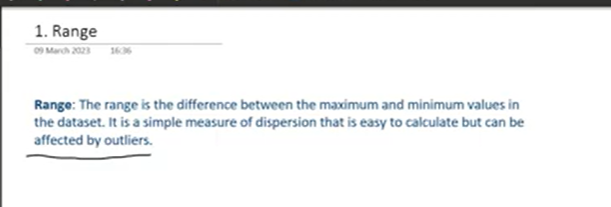 1. Range
09 March 2023 16:36
Range: The range is the difference between the maximum and minimum values in
the dataset. It is a simple measure of dispersion that is easy to calculate but can be
affected by outliers.